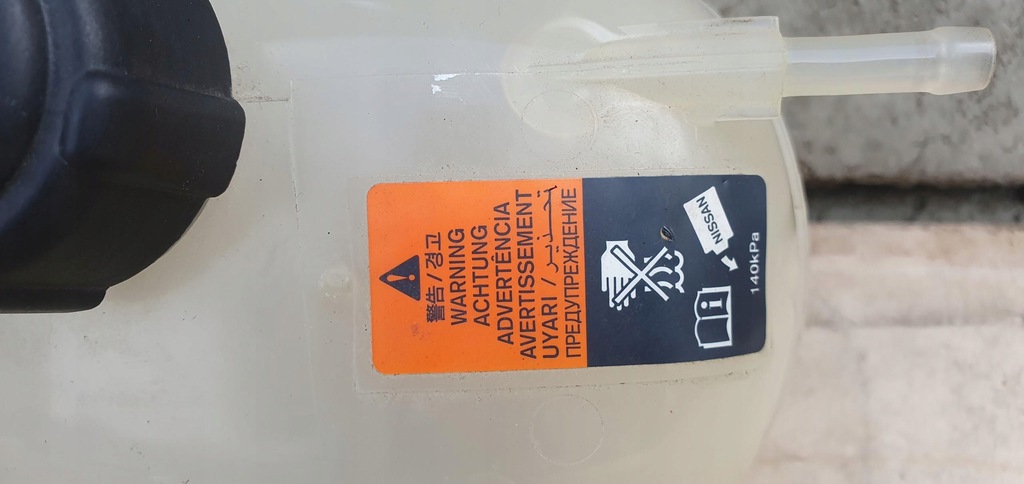 警告 / 경고
WARNING
ACHTUNG
ADVERTÊNCIA
AVERTISSEMENT
UYARI / تحذير
ПРЕДУПРЕЖДЕНИЕ
NISSAN
140kPa